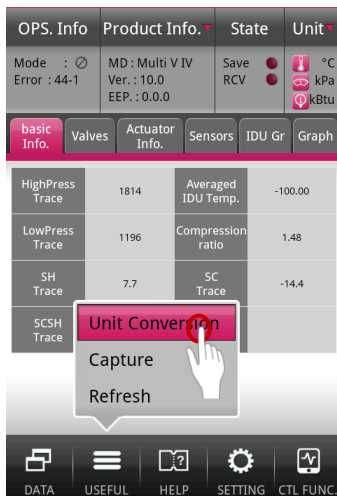 OPS. Info Product Info. State Unit
Mode : MD : Multi V IV Save °C
Error : 44-1 Ver. : 10.0 RCV kPa
EEP. : 0.0.0 kBtu
basic Info. Valves Actuator Info. Sensors IDU Gr Graph
HighPress Trace 1814 Averaged IDU Temp. -100.00
LowPress Trace 1196 Compression ratio 1.48
SH Trace 7.7 SC Trace -14.4
SCSH Trace
Unit Conversion
Capture
Refresh
DATA USEFUL HELP SETTING CTL FUNC.